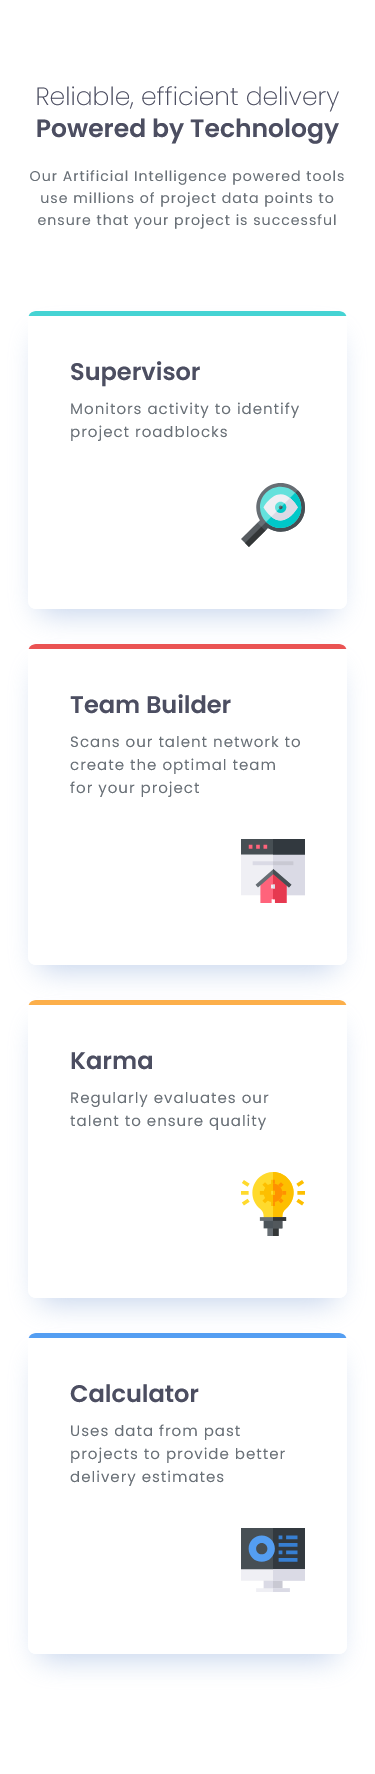 Reliable, efficient delivery
Powered by Technology
Our Artificial Intelligence powered tools
use millions of project data points to
ensure that your project is successful
Supervisor
Monitors activity to identify
project roadblocks
Team Builder
Scans our talent network to
create the optimal team
for your project
Karma
Regularly evaluates our
talent to ensure quality
Calculator
Uses data from past
projects to provide better
delivery estimates